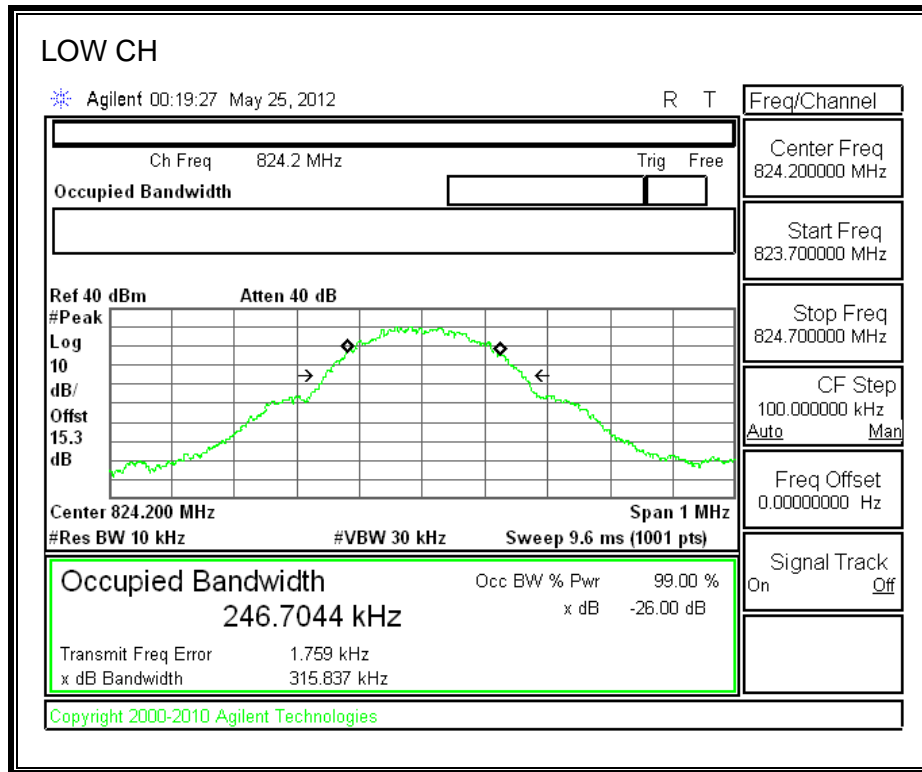 LOW CH
Agilent 00:19:27 May 25, 2012 R T
Freq/Channel
Ch Freq 824.2 MHz Trig Free
Occupied Bandwidth
Center Freq
824.200000 MHz
Start Freq
823.700000 MHz
Stop Freq
824.700000 MHz
CF Step
100.000000 kHz
Auto Man
Freq Offset
0.00000000 Hz
Signal Track
On Off
Ref 40 dBm Atten 40 dB
#Peak
Log
10
dB/
Offst
15.3
dB
Center 824.200 MHz Span 1 MHz
#Res BW 10 kHz #VBW 30 kHz Sweep 9.6 ms (1001 pts)
Occupied Bandwidth Occ BW % Pwr 99.00 %
246.7044 kHz x dB -26.00 dB
Transmit Freq Error 1.759 kHz
x dB Bandwidth 315.837 kHz
Copyright 2000-2010 Agilent Technologies